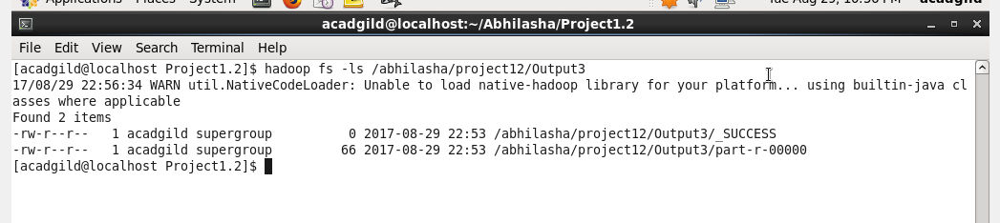 Applications Places System Tue Aug 29, 10:56 PM acadgild
acadgild@localhost:~/Abhilasha/Project1.2
File Edit View Search Terminal Help
[acadgild@localhost Project1.2]$ hadoop fs -ls /abhilasha/project12/Output3
17/08/29 22:56:34 WARN util.NativeCodeLoader: Unable to load native-hadoop library for your platform... using builtin-java cl
asses where applicable
Found 2 items
-rw-r--r--   1 acadgild supergroup          0 2017-08-29 22:53 /abhilasha/project12/Output3/_SUCCESS
-rw-r--r--   1 acadgild supergroup         66 2017-08-29 22:53 /abhilasha/project12/Output3/part-r-00000
[acadgild@localhost Project1.2]$